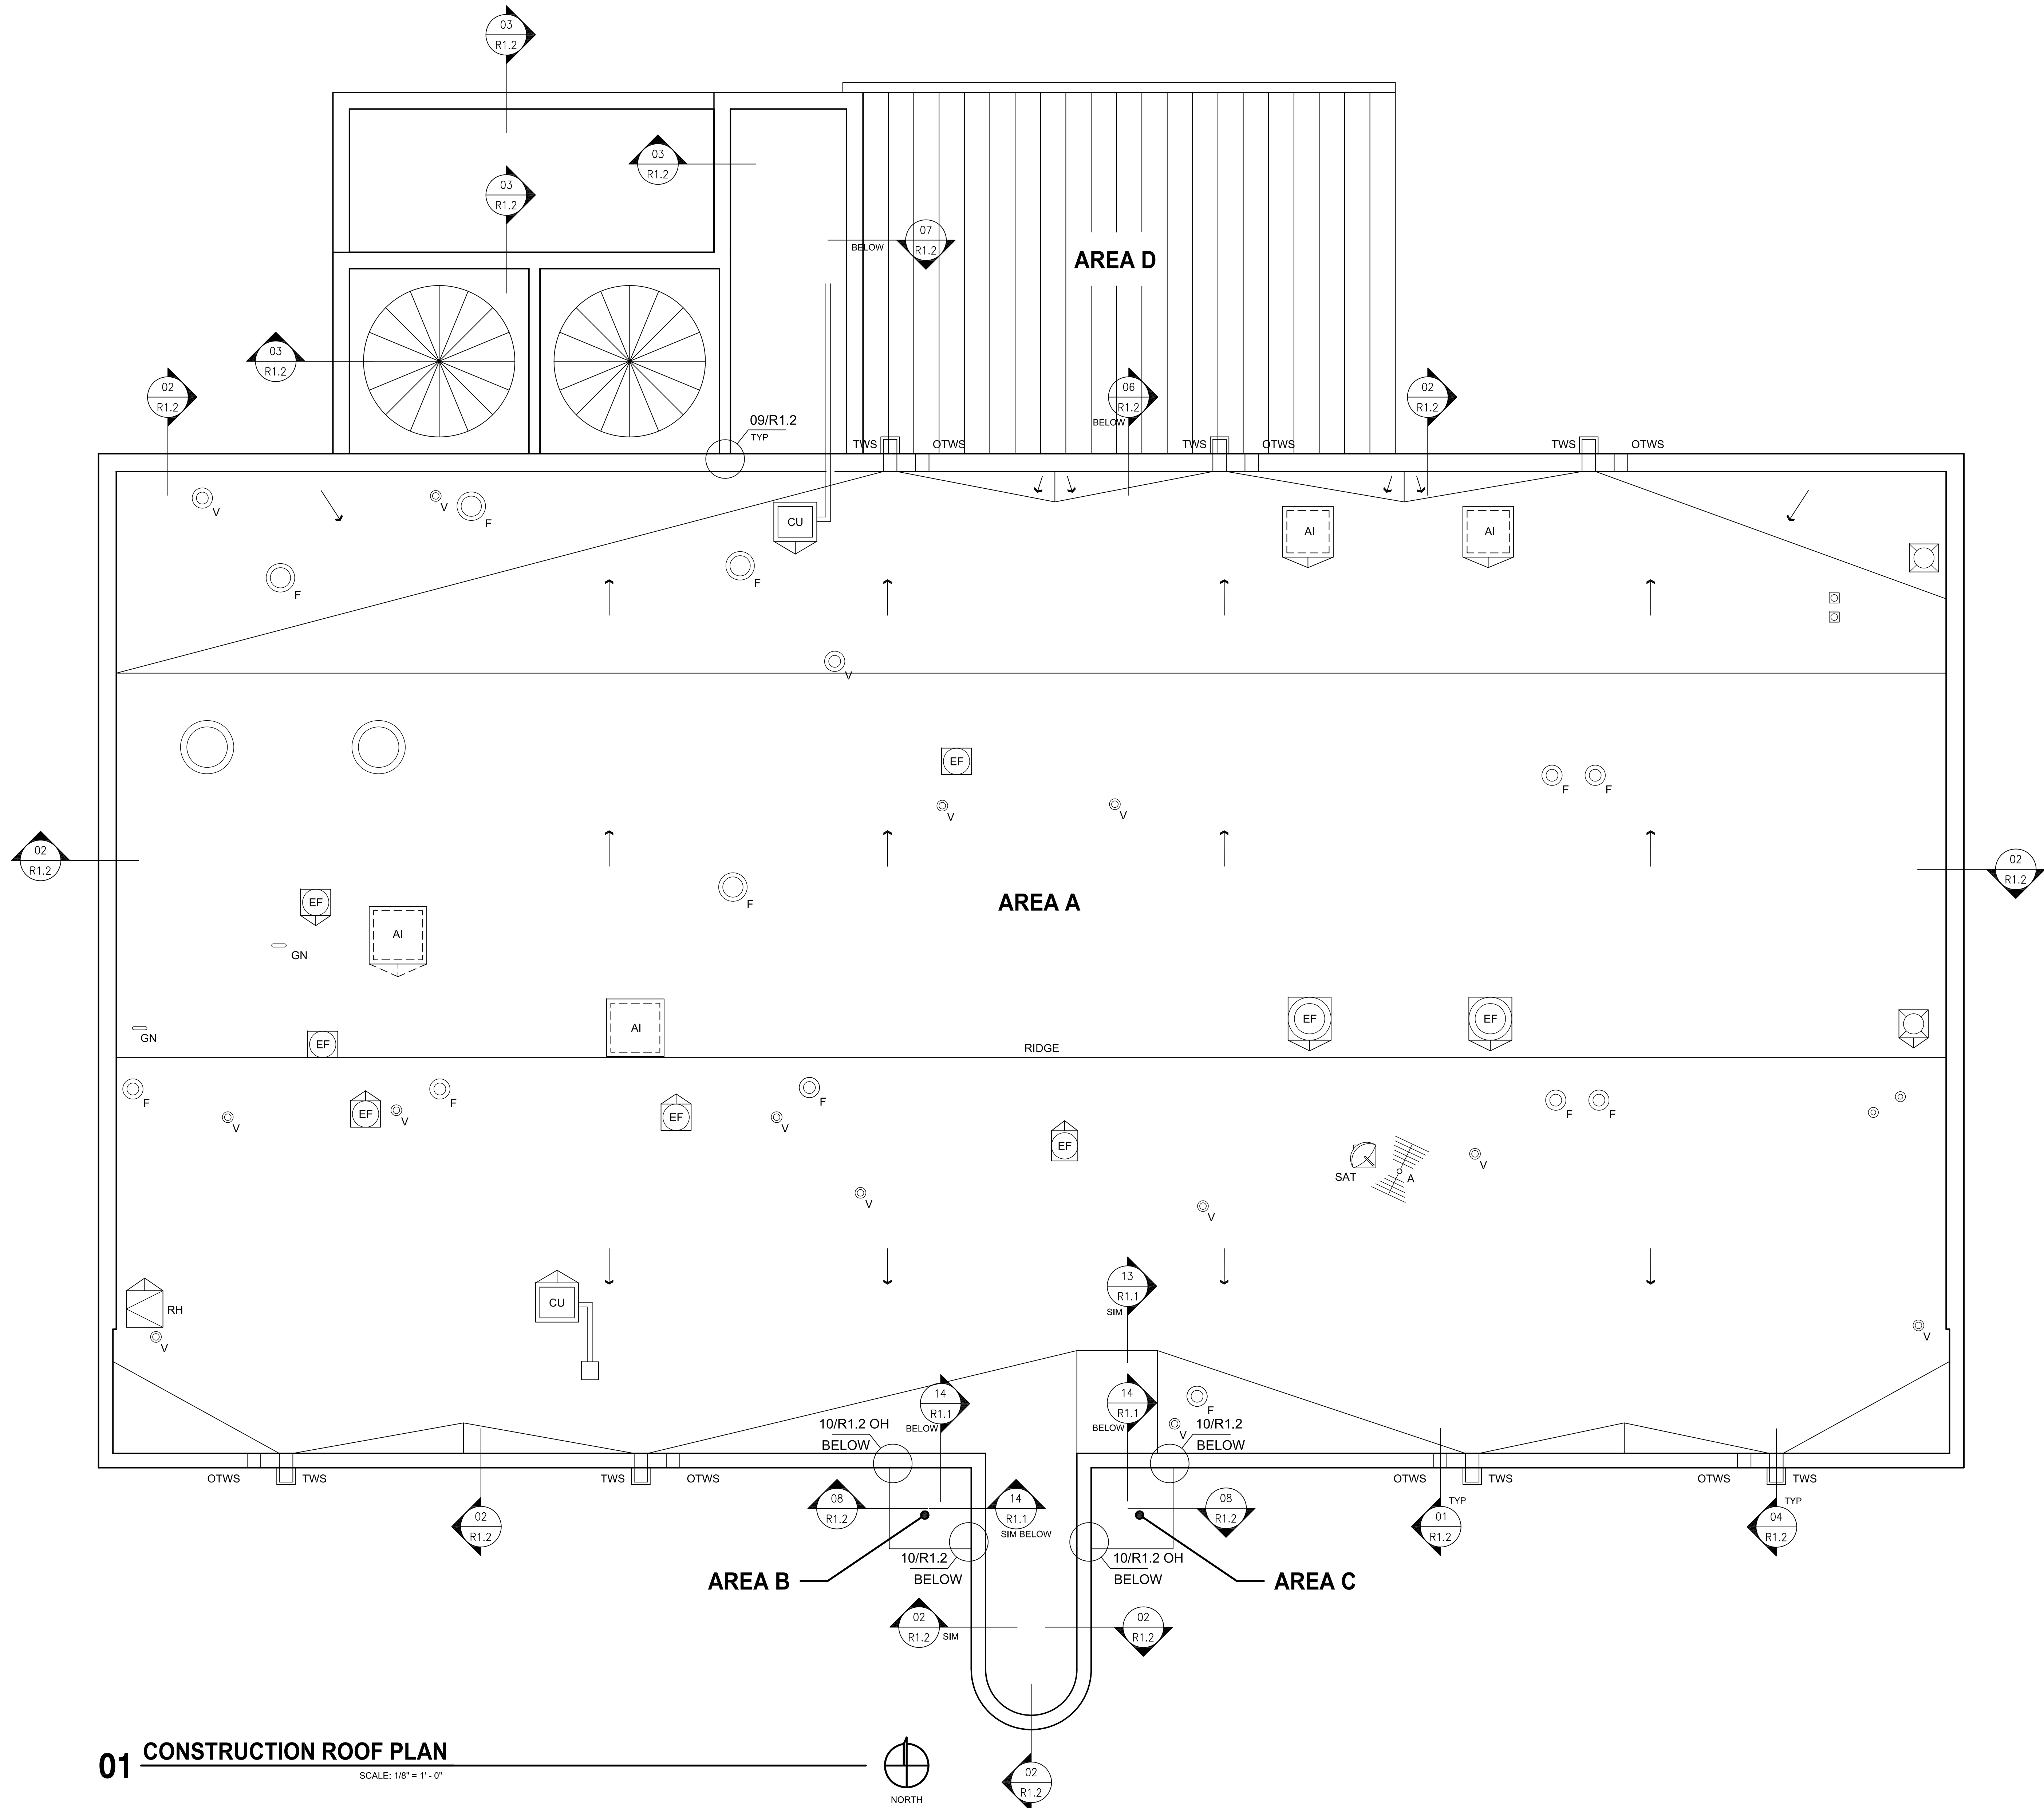 03
R1.2
03
R1.2
03
R1.2
07
R1.2
BELOW
AREA D
03
R1.2
02
R1.2
06
R1.2
BELOW
02
R1.2
09/R1.2
TYP
TWS
OTWS
TWS
OTWS
TWS
OTWS
V
V
F
CU
AI
AI
F
F
V
EF
F
F
V
V
02
R1.2
02
R1.2
EF
F
AREA A
AI
GN
EF
EF
AI
GN
EF
RIDGE
F
F
F
F
F
V
EF
V
EF
V
EF
SAT
A
V
V
V
13
R1.1
SIM
RH
CU
V
V
14
R1.1
BELOW
14
R1.1
BELOW
F
V
10/R1.2 OH
BELOW
10/R1.2
BELOW
OTWS
TWS
TWS
OTWS
OTWS
TWS
OTWS
TWS
08
R1.2
14
R1.1
SIM BELOW
08
R1.2
TYP
TYP
02
R1.2
01
R1.2
04
R1.2
10/R1.2
BELOW
10/R1.2 OH
BELOW
AREA B
AREA C
02
R1.2
SIM
02
R1.2
01
CONSTRUCTION ROOF PLAN
SCALE: 1/8" = 1' - 0"
NORTH
02
R1.2